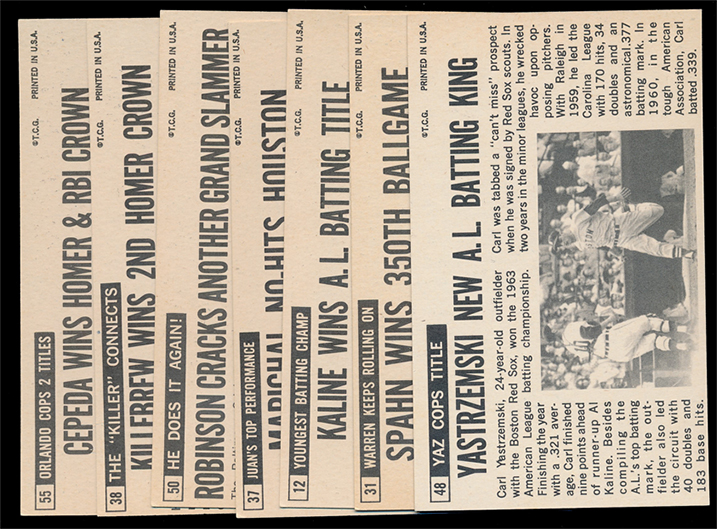 55 ORLANDO COPS 2 TITLES ©T.C.G. PRINTED IN U.S.A.
CEPEDA WINS HOMER & RBI CROWN
38 THE "KILLER" CONNECTS ©T.C.G. PRINTED IN U.S.A.
KILLEBREW WINS 2ND HOMER CROWN
50 HE DOES IT AGAIN! ©T.C.G. PRINTED IN U.S.A.
ROBINSON CRACKS ANOTHER GRAND SLAMMER
37 JUAN'S TOP PERFORMANCE ©T.C.G. PRINTED IN U.S.A.
MARICHAL NO-HITS HOUSTON
12 YOUNGEST BATTING CHAMP ©T.C.G. PRINTED IN U.S.A.
KALINE WINS A.L. BATTING TITLE
31 WARREN KEEPS ROLLING ON ©T.C.G. PRINTED IN U.S.A.
SPAHN WINS 350TH BALLGAME
48 YAZ COPS TITLE ©T.C.G. PRINTED IN U.S.A.
YASTRZEMSKI NEW A.L. BATTING KING
Carl Yastrzemski, 24-year-old outfielder
with the Boston Red Sox, won the 1963
American League batting championship.
Finishing the year
with a .321 aver-
age, Carl finished
nine points ahead
of runner-up Al
Kaline. Besides
compiling the
A.L.'s top batting
mark, the out-
fielder also led
the circuit with
40 doubles and
183 base hits.
Carl was tabbed a "can't miss" prospect
when he was signed by Red Sox scouts. In
two years in the minor leagues, he wrecked
havoc upon op-
posing pitchers.
With Raleigh in
1959, he led the
Carolina League
with 170 hits, 34
doubles and an
astronomical.377
batting mark. In
1960, in the
tough American
Association, Carl
batted .339.